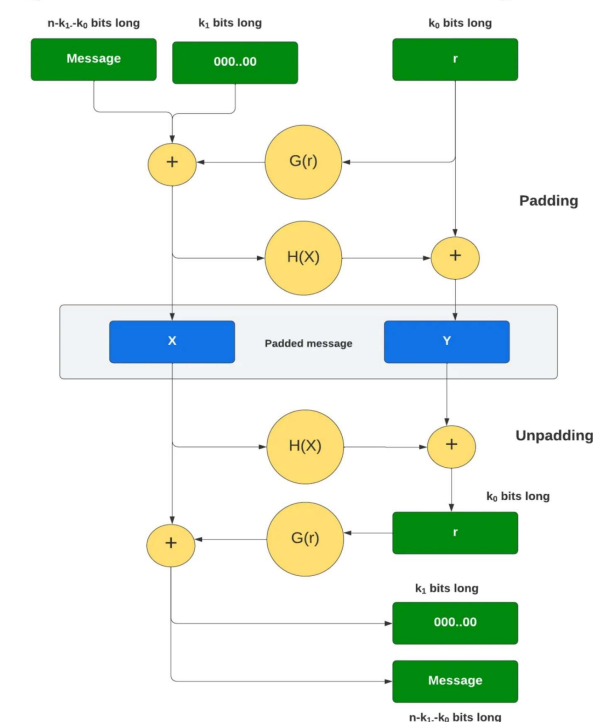 n-k₁.-k₀ bits long
k₁ bits long
k₀ bits long
Message
000..00
r
+
G(r)
Padding
H(X)
+
X
Padded message
Y
H(X)
+
Unpadding
k₀ bits long
+
G(r)
r
k₁ bits long
000..00
Message
n-k₁.-k₀ bits long